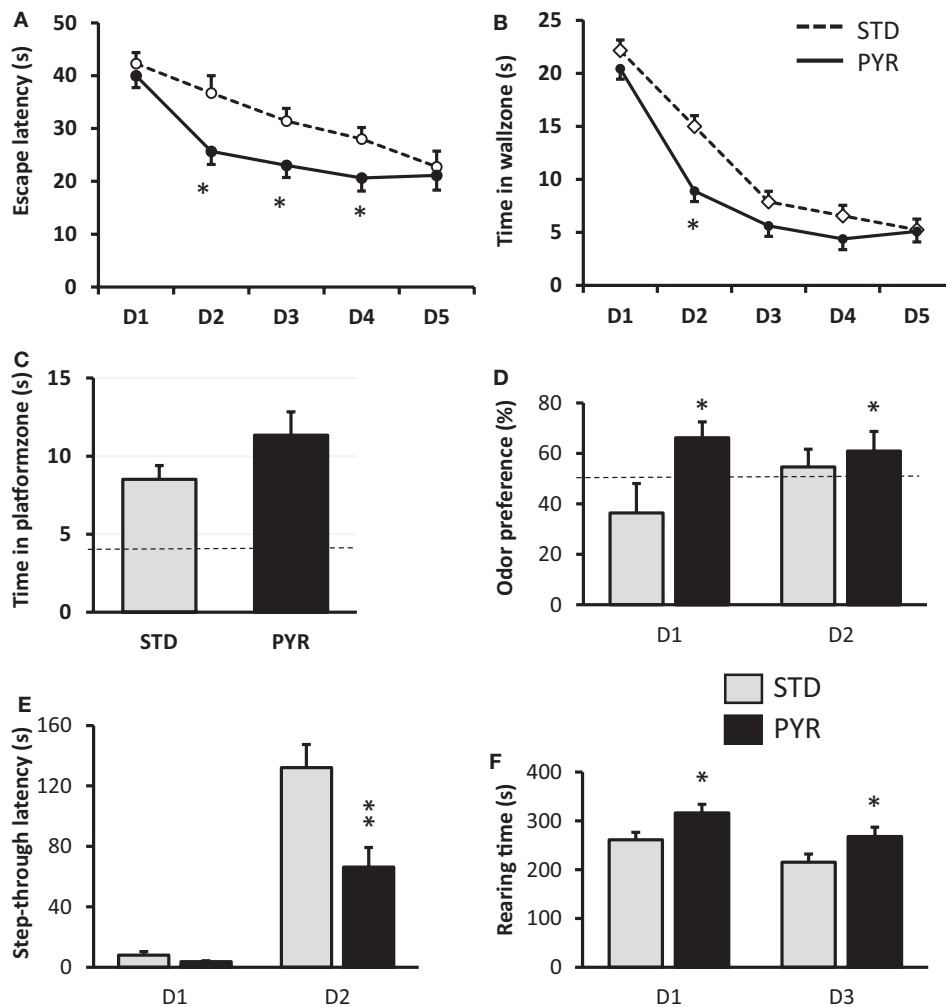 A
Escape latency (s)
50
40
30
20
10
0
*
*
*
D1 D2 D3 D4 D5
B
Time in wallzone (s)
25
20
15
10
5
0
STD
PYR
*
D1 D2 D3 D4 D5
C
Time in platformzone (s)
15
10
5
0
STD PYR
D
Odor preference (%)
80
60
40
20
0
*
*
D1 D2
STD
PYR
E
Step-through latency (s)
160
120
80
40
0
**
D1 D2
F
Rearing time (s)
400
300
200
100
0
*
*
D1 D3